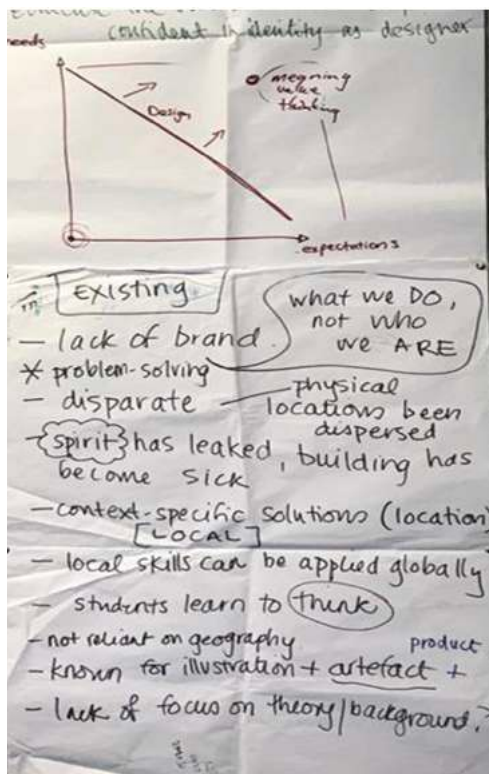 confident in identity as designer
needs
meaning
value
thinking
Design
expectations
EXISTING
what we DO,
not who
we ARE
- lack of brand.
* problem-solving
- disparate - physical
locations been
dispersed
- spirit has leaked, building has
become sick
- context-specific solutions (location)
[LOCAL]
- local skills can be applied globally
- students learn to think
- not reliant on geography
product
- known for illustration + artefact +
- lack of focus on theory/background.